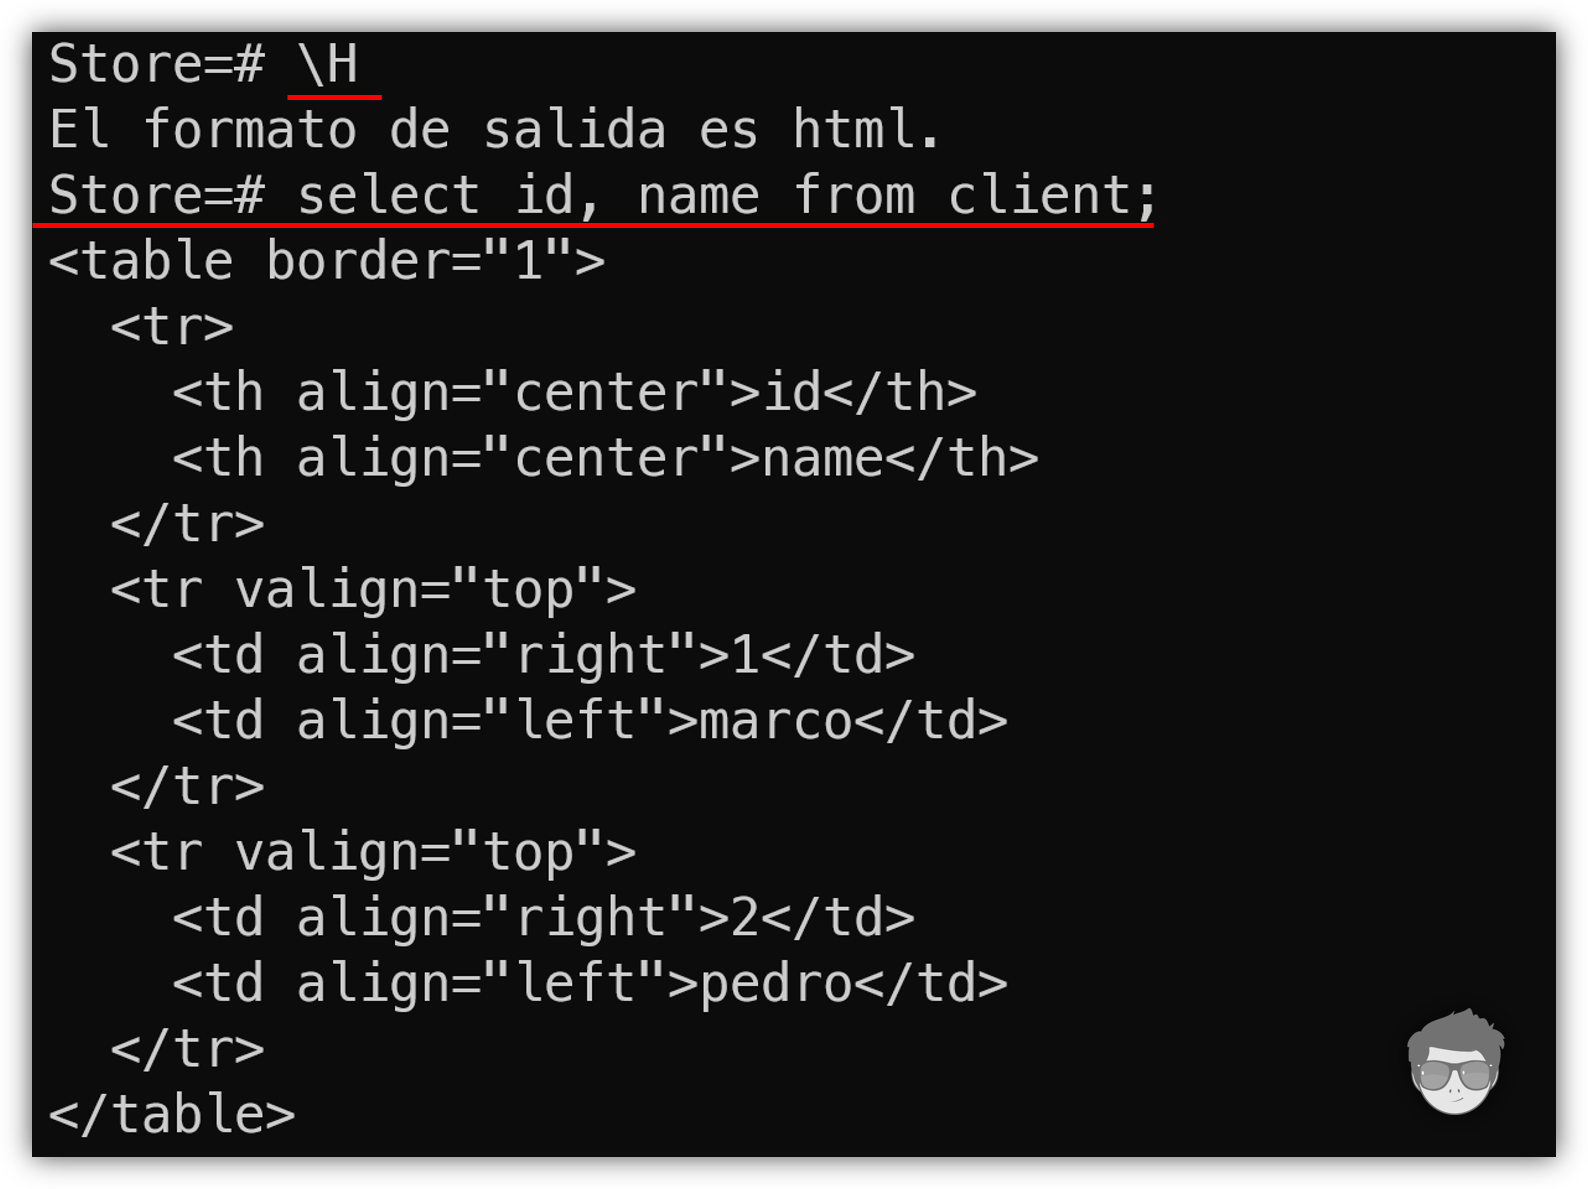 Store=# \H
El formato de salida es html.
Store=# select id, name from client;
<table border="1">
  <tr>
    <th align="center">id</th>
    <th align="center">name</th>
  </tr>
  <tr valign="top">
    <td align="right">1</td>
    <td align="left">marco</td>
  </tr>
  <tr valign="top">
    <td align="right">2</td>
    <td align="left">pedro</td>
  </tr>
</table>